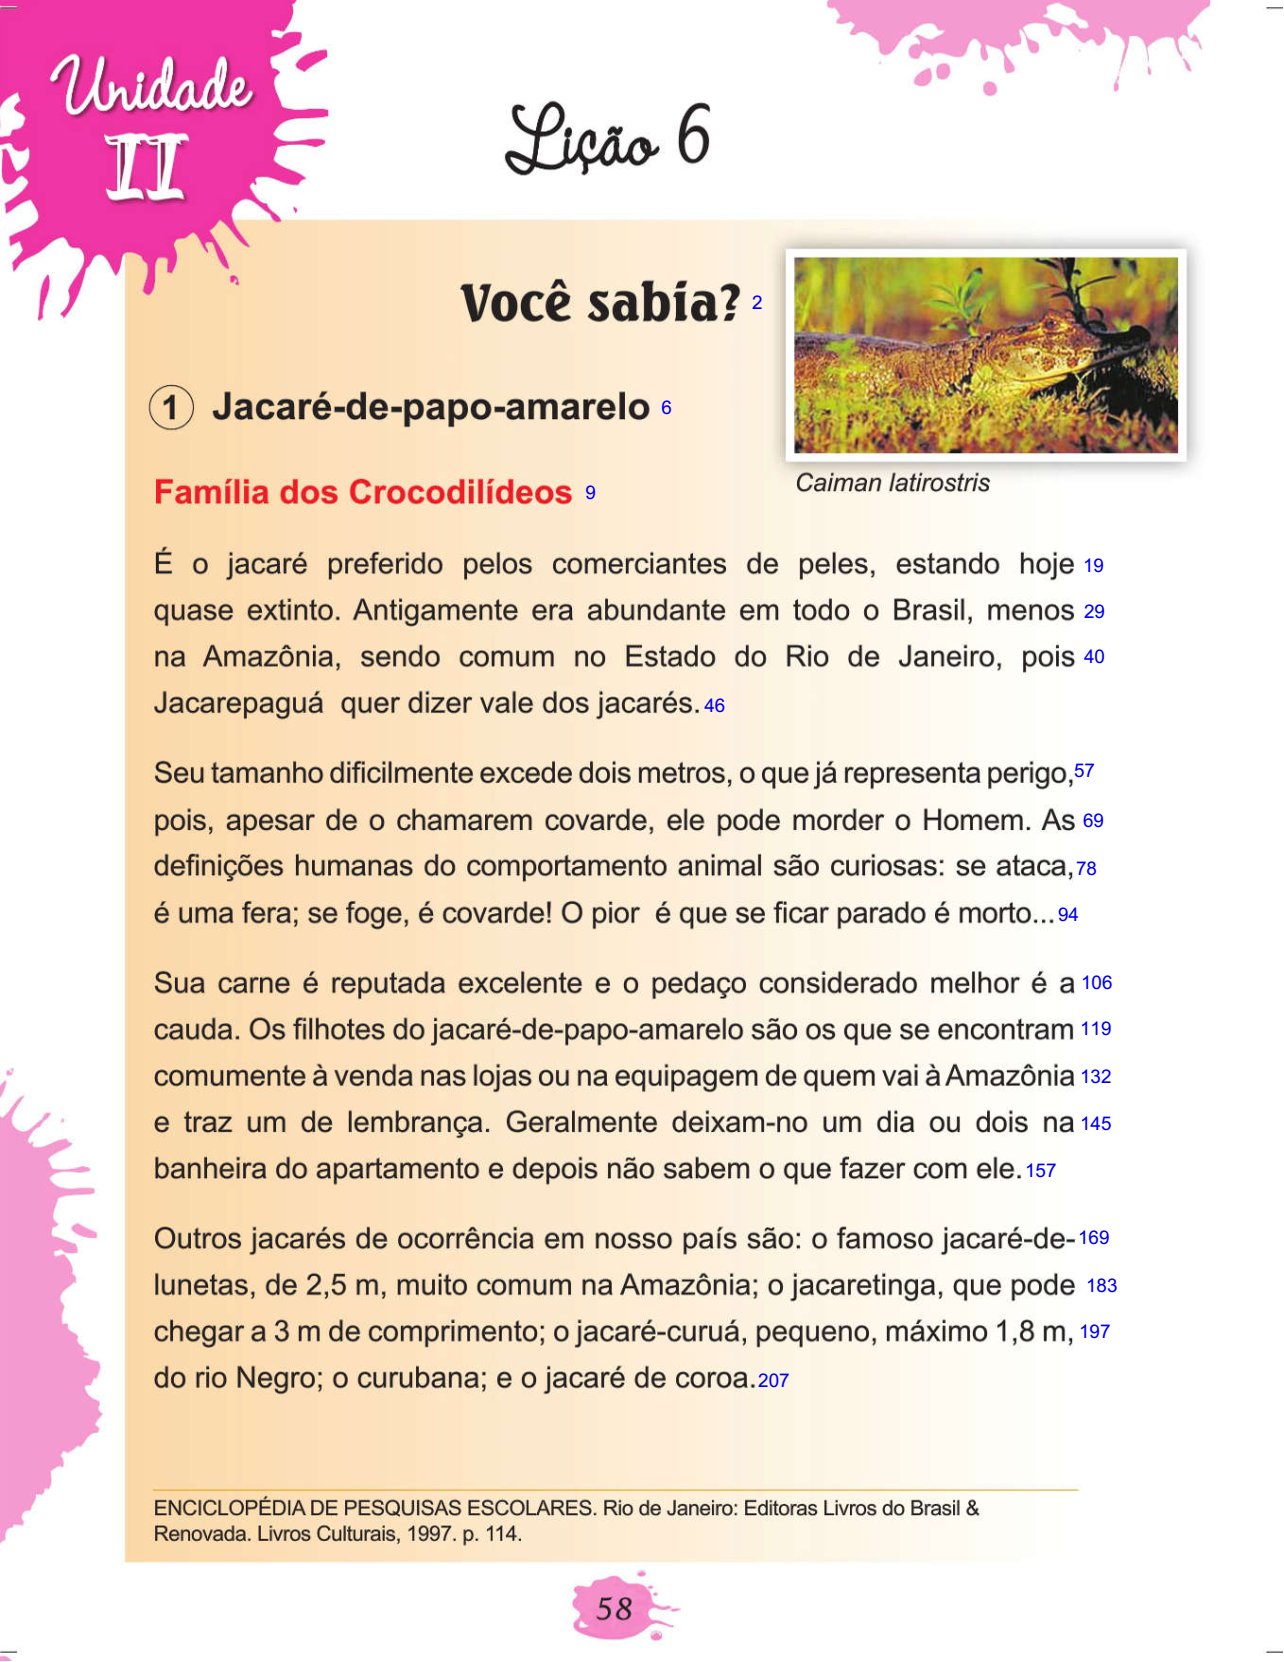 Unidade
II
Lição 6
Você sabia? 2
1 Jacaré-de-papo-amarelo 6
Caiman latirostris
Família dos Crocodilídeos 9
É o jacaré preferido pelos comerciantes de peles, estando hoje 19
quase extinto. Antigamente era abundante em todo o Brasil, menos 29
na Amazônia, sendo comum no Estado do Rio de Janeiro, pois 40
Jacarepaguá quer dizer vale dos jacarés. 46
Seu tamanho dificilmente excede dois metros, o que já representa perigo, 57
pois, apesar de o chamarem covarde, ele pode morder o Homem. As 69
definições humanas do comportamento animal são curiosas: se ataca, 78
é uma fera; se foge, é covarde! O pior é que se ficar parado é morto... 94
Sua carne é reputada excelente e o pedaço considerado melhor é a 106
cauda. Os filhotes do jacaré-de-papo-amarelo são os que se encontram 119
comumente à venda nas lojas ou na equipagem de quem vai à Amazônia 132
e traz um de lembrança. Geralmente deixam-no um dia ou dois na 145
banheira do apartamento e depois não sabem o que fazer com ele. 157
Outros jacarés de ocorrência em nosso país são: o famoso jacaré-de- 169
lunetas, de 2,5 m, muito comum na Amazônia; o jacaretinga, que pode 183
chegar a 3 m de comprimento; o jacaré-curuá, pequeno, máximo 1,8 m, 197
do rio Negro; o curubana; e o jacaré de coroa. 207
ENCICLOPÉDIA DE PESQUISAS ESCOLARES. Rio de Janeiro: Editoras Livros do Brasil &
Renovada. Livros Culturais, 1997. p. 114.
58